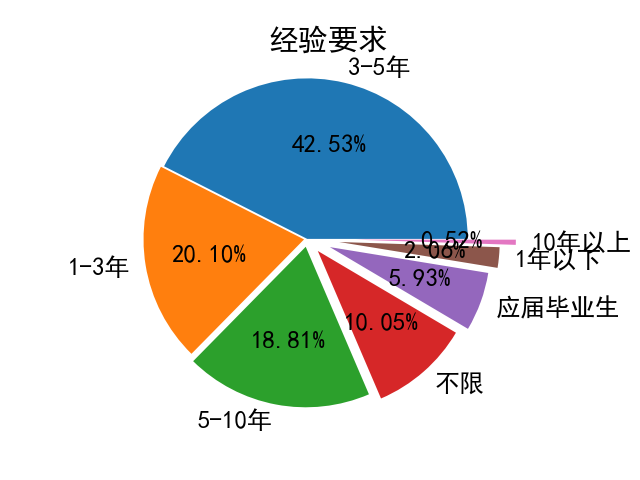 经验要求
3-5年
42.53%
1-3年
20.10%
5-10年
18.81%
不限
10.05%
应届毕业生
5.93%
1年以下
2.06%
10年以上
0.52%